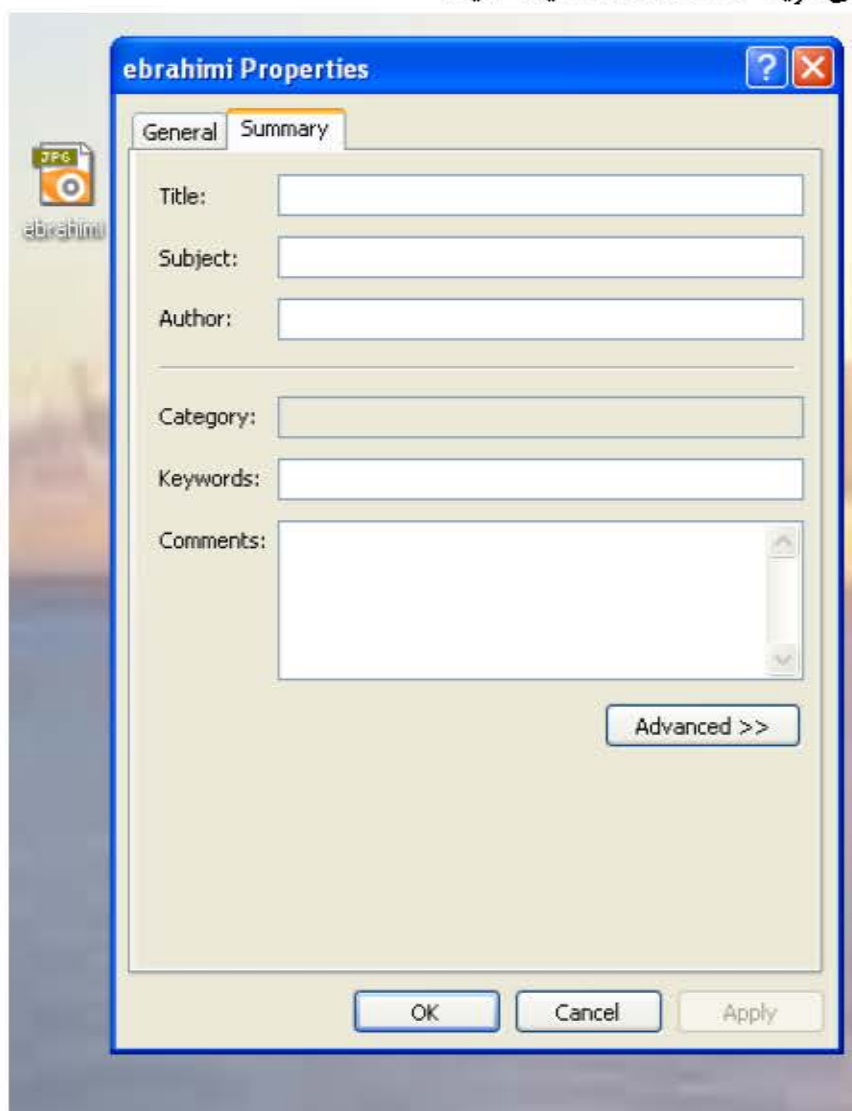 ebrahimi Properties
General
Summary
JPG
ebrahimi
Title:
Subject:
Author:
Category:
Keywords:
Comments:
Advanced >>
OK
Cancel
Apply